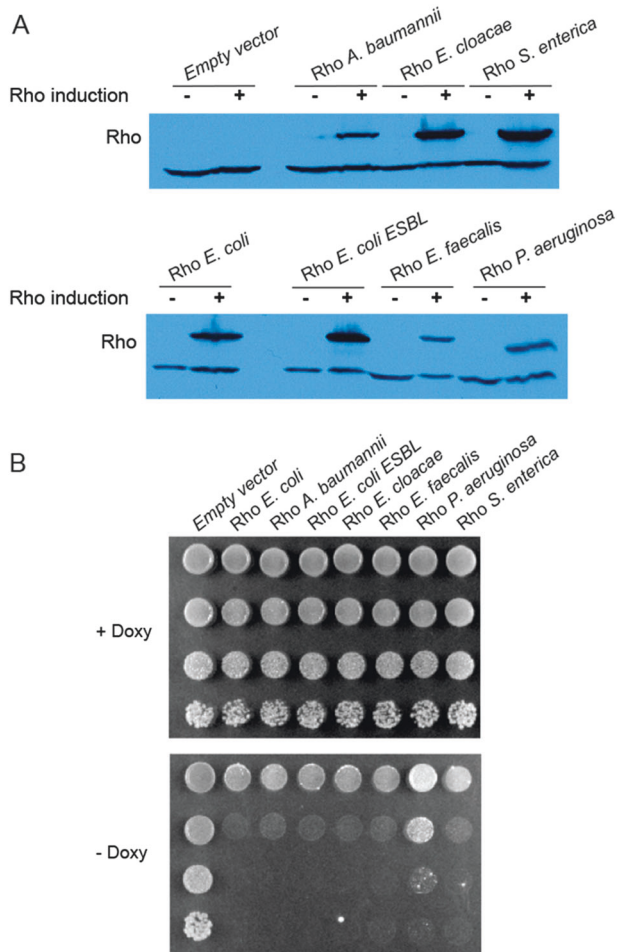 A
Empty vector
Rho A. baumannii
Rho E. cloacae
Rho S. enterica
Rho induction - + - + - + - +
Rho
Rho E. coli
Rho E. coli ESBL
Rho E. faecalis
Rho P. aeruginosa
Rho induction - + - + - + - +
Rho
B
Empty vector
Rho E. coli
Rho A. baumannii
Rho E. coli ESBL
Rho E. cloacae
Rho E. faecalis
Rho P. aeruginosa
Rho S. enterica
+ Doxy
- Doxy